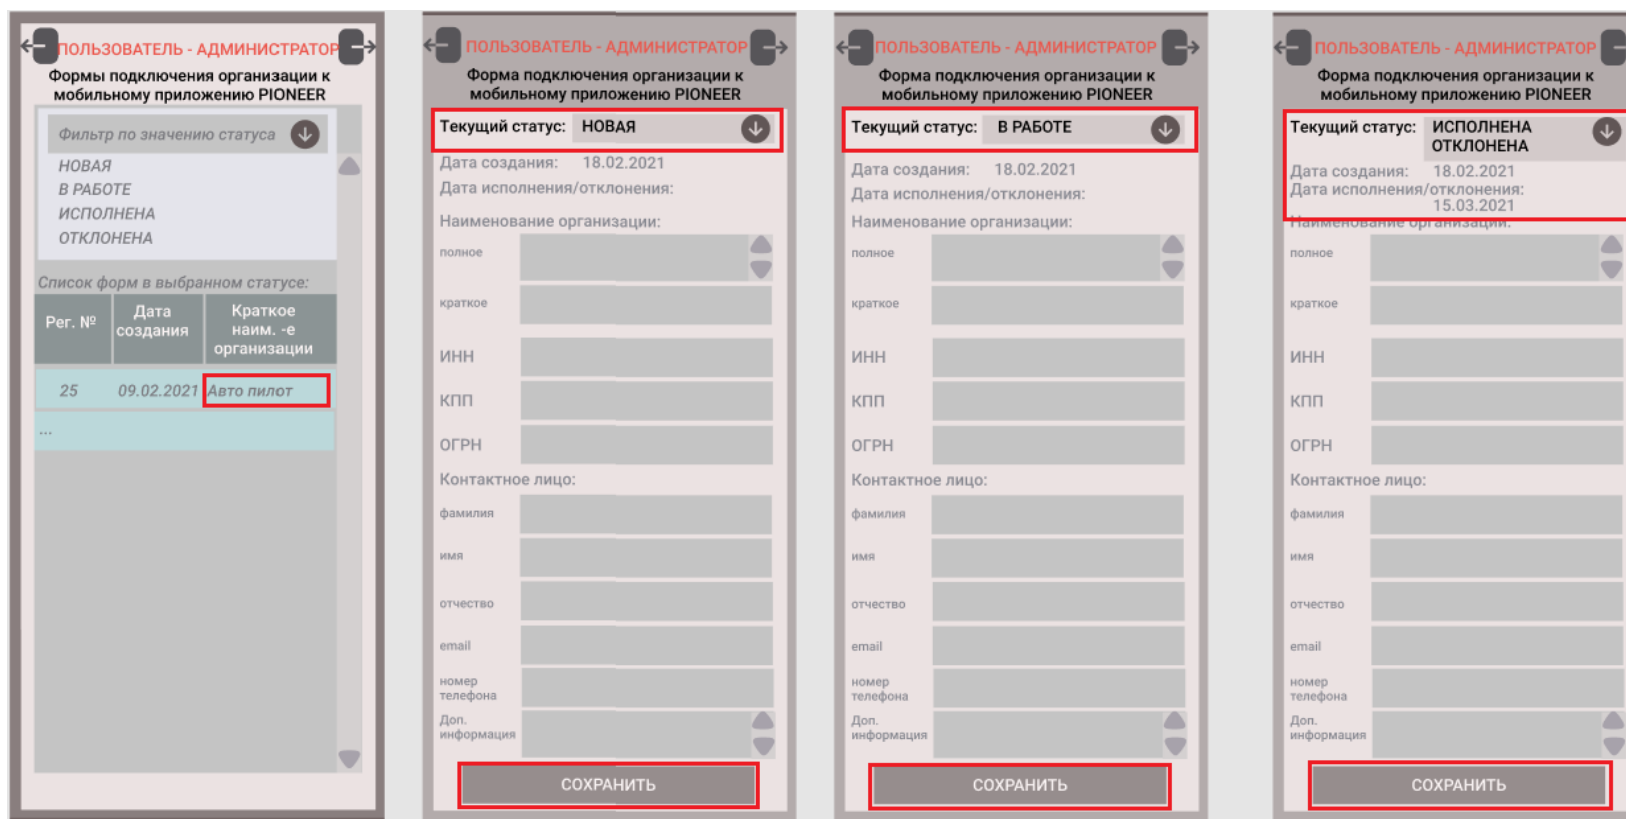 ПОЛЬЗОВАТЕЛЬ - АДМИНИСТРАТОР
Формы подключения организации к
мобильному приложению PIONEER
Фильтр по значению статуса
НОВАЯ
В РАБОТЕ
ИСПОЛНЕНА
ОТКЛОНЕНА
Список форм в выбранном статусе:
Рег. №
Дата
создания
Краткое
наим. -е
организации
25 09.02.2021 Авто пилот
...
ПОЛЬЗОВАТЕЛЬ - АДМИНИСТРАТОР
Форма подключения организации к
мобильному приложению PIONEER
Текущий статус: НОВАЯ
Дата создания: 18.02.2021
Дата исполнения/отклонения:
Наименование организации:
полное
краткое
ИНН
КПП
ОГРН
Контактное лицо:
фамилия
имя
отчество
email
номер
телефона
Доп.
информация
СОХРАНИТЬ
ПОЛЬЗОВАТЕЛЬ - АДМИНИСТРАТОР
Форма подключения организации к
мобильному приложению PIONEER
Текущий статус: В РАБОТЕ
Дата создания: 18.02.2021
Дата исполнения/отклонения:
Наименование организации:
полное
краткое
ИНН
КПП
ОГРН
Контактное лицо:
фамилия
имя
отчество
email
номер
телефона
Доп.
информация
СОХРАНИТЬ
ПОЛЬЗОВАТЕЛЬ - АДМИНИСТРАТОР
Форма подключения организации к
мобильному приложению PIONEER
Текущий статус: ИСПОЛНЕНА
ОТКЛОНЕНА
Дата создания: 18.02.2021
Дата исполнения/отклонения:
15.03.2021
Наименование организации:
полное
краткое
ИНН
КПП
ОГРН
Контактное лицо:
фамилия
имя
отчество
email
номер
телефона
Доп.
информация
СОХРАНИТЬ